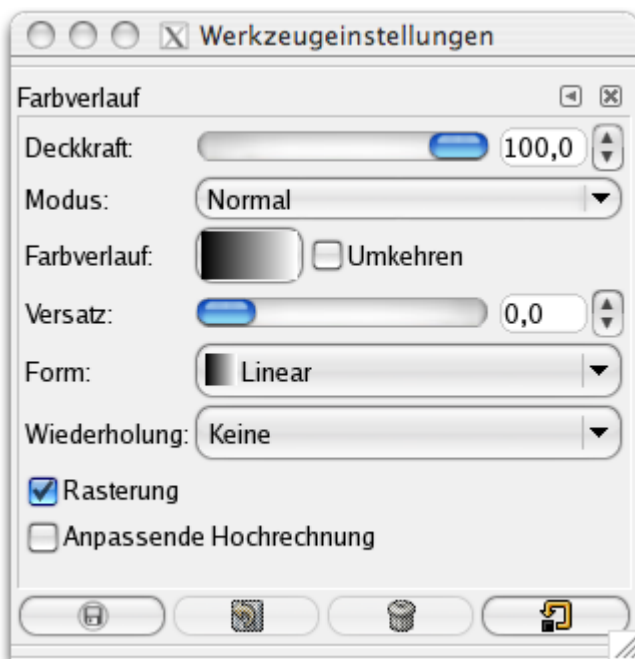 Werkzeugeinstellungen
Farbverlauf
Deckkraft: 100,0
Modus: Normal
Farbverlauf: Umkehren
Versatz: 0,0
Form: Linear
Wiederholung: Keine
Rasterung
Anpassende Hochrechnung